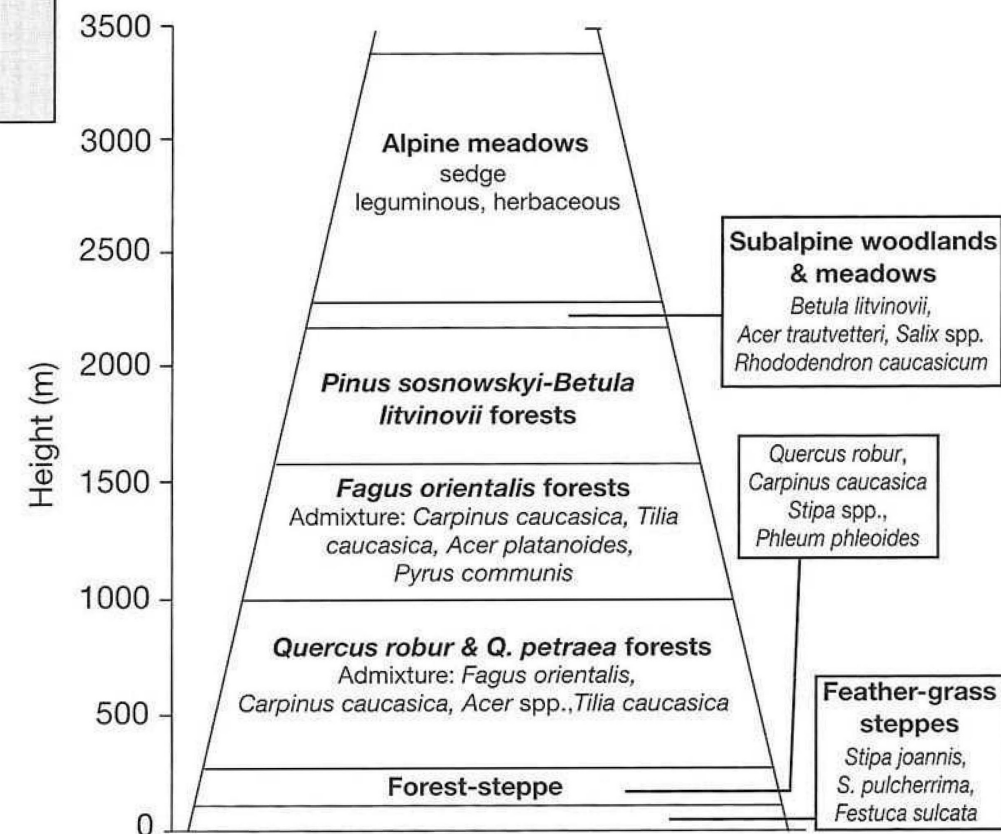 3500
3000
2500
2000
1500
1000
500
0
Height (m)
Alpine meadows
sedge
leguminous, herbaceous
Subalpine woodlands
& meadows
Betula litvinovii,
Acer trautvetteri, Salix spp.
Rhododendron caucasicum
Pinus sosnowskyi-Betula
litvinovii forests
Fagus orientalis forests
Admixture: Carpinus caucasica, Tilia
caucasica, Acer platanoides,
Pyrus communis
Quercus robur,
Carpinus caucasica
Stipa spp.,
Phleum phleoides
Quercus robur & Q. petraea forests
Admixture: Fagus orientalis,
Carpinus caucasica, Acer spp.,Tilia caucasica
Forest-steppe
Feather-grass
steppes
Stipa joannis,
S. pulcherrima,
Festuca sulcata